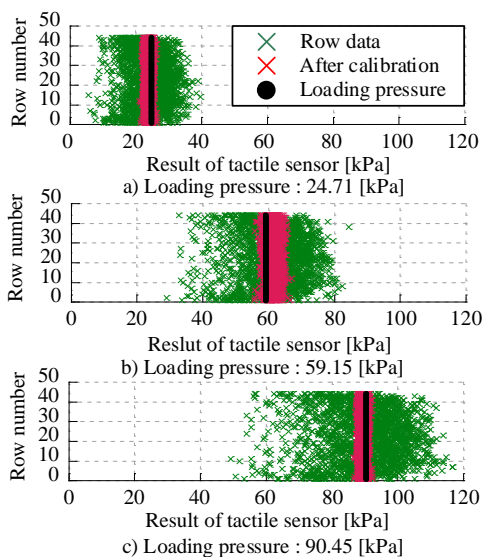 Row number
50
40
30
20
10
0
Row data
After calibration
Loading pressure
0 20 40 60 80 100 120
Result of tactile sensor [kPa]
a) Loading pressure : 24.71 [kPa]
Row number
50
40
30
20
10
0
0 20 40 60 80 100 120
Reslut of tactile sensor [kPa]
b) Loading pressure : 59.15 [kPa]
Row number
50
40
30
20
10
0
0 20 40 60 80 100 120
Result of tactile sensor [kPa]
c) Loading pressure : 90.45 [kPa]